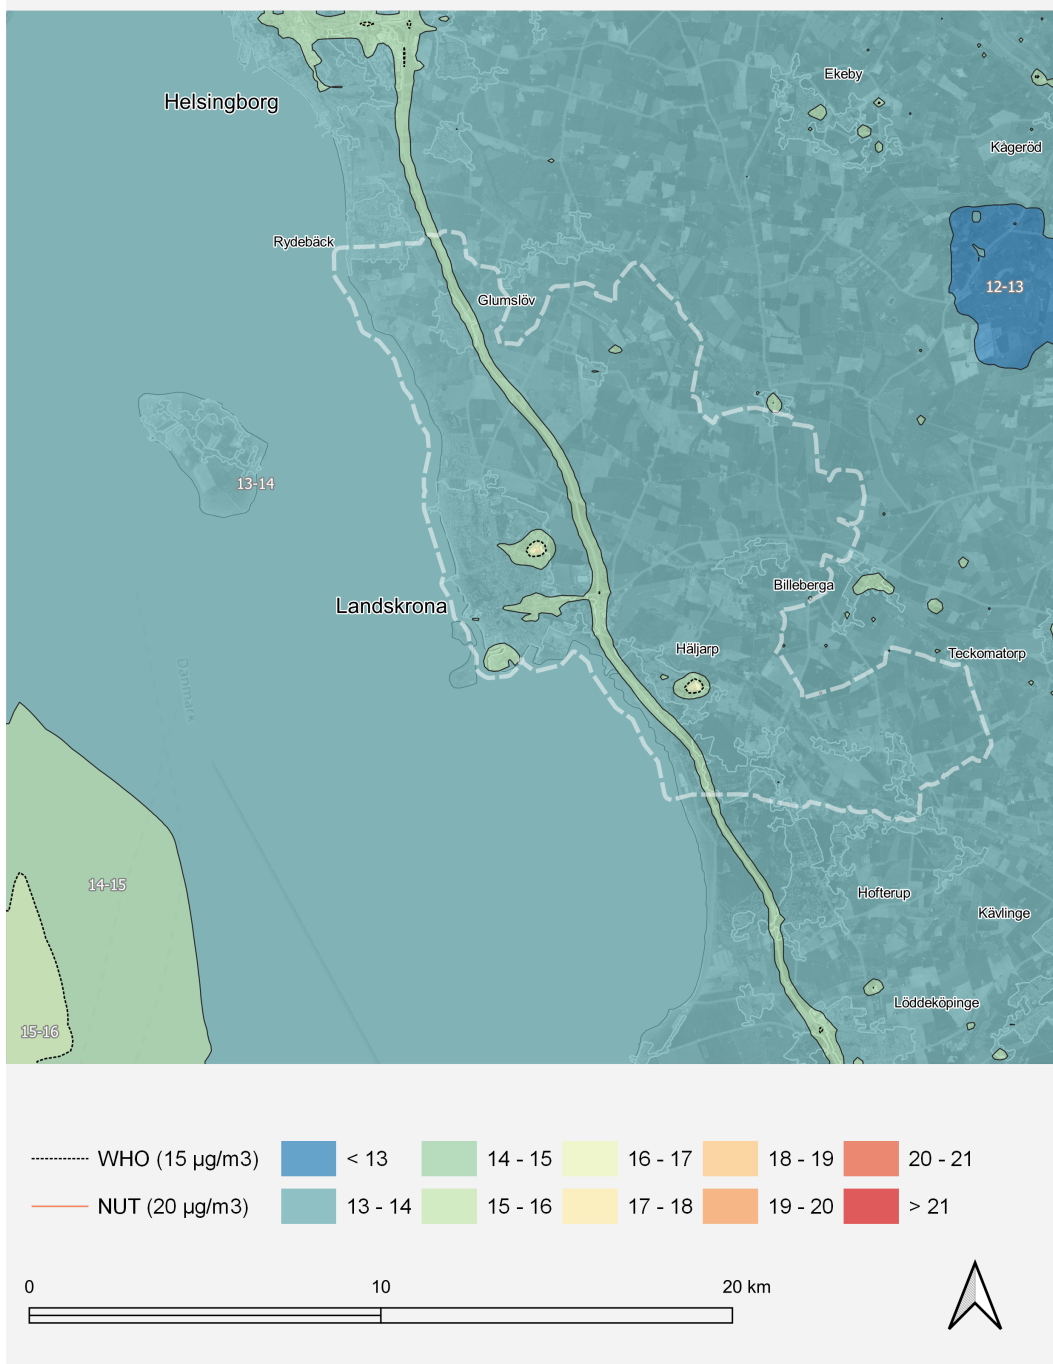 Ekeby
Helsingborg
Kågeröd
Rydebäck
12-13
Glumslöv
13-14
Billeberga
Landskrona
Häljarp
Teckomatorp
Danmark
14-15
Hofterup
Kävlinge
Löddeköpinge
15-16
WHO (15 µg/m3)
< 13
14 - 15
16 - 17
18 - 19
20 - 21
NUT (20 µg/m3)
13 - 14
15 - 16
17 - 18
19 - 20
> 21
0
10
20 km